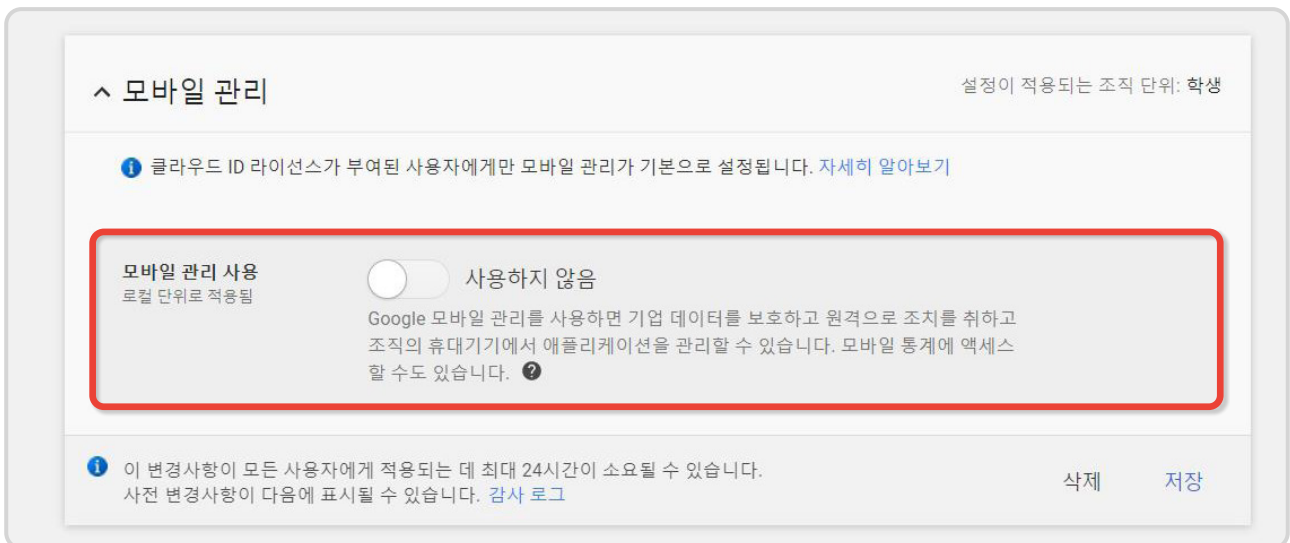 모바일 관리
설정이 적용되는 조직 단위: 학생
클라우드 ID 라이선스가 부여된 사용자에게만 모바일 관리가 기본으로 설정됩니다. 자세히 알아보기
모바일 관리 사용
로컬 단위로 적용됨
사용하지 않음
Google 모바일 관리를 사용하면 기업 데이터를 보호하고 원격으로 조치를 취하고
조직의 휴대기기에서 애플리케이션을 관리할 수 있습니다. 모바일 통계에 액세스
할 수도 있습니다.
이 변경사항이 모든 사용자에게 적용되는 데 최대 24시간이 소요될 수 있습니다.
사전 변경사항이 다음에 표시될 수 있습니다. 감사 로그
삭제
저장